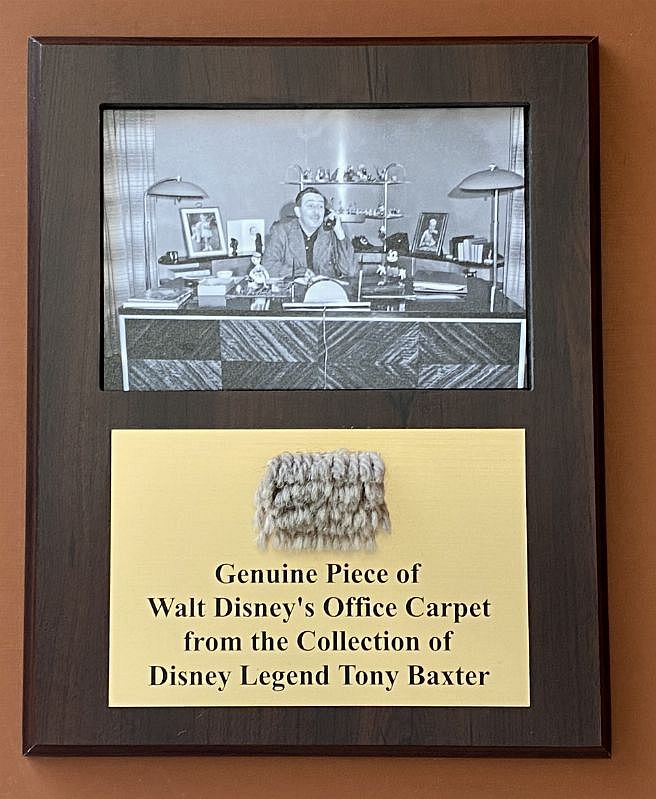 Genuine Piece of
Walt Disney's Office Carpet
from the Collection of
Disney Legend Tony Baxter